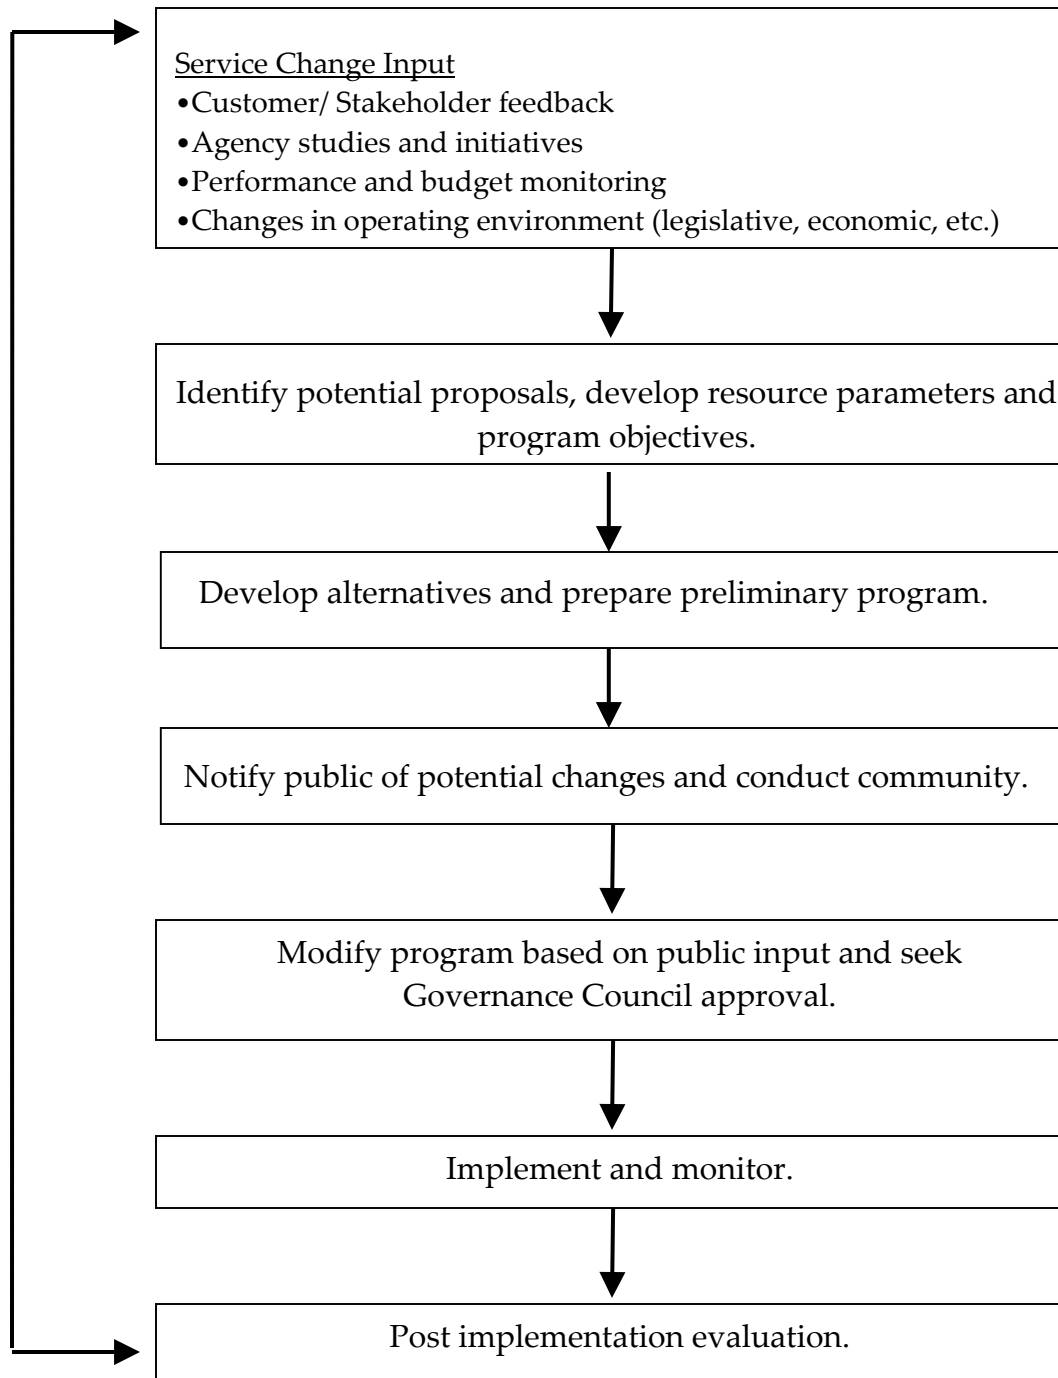 Service Change Input
•Customer/ Stakeholder feedback
•Agency studies and initiatives
•Performance and budget monitoring
•Changes in operating environment (legislative, economic, etc.)
Identify potential proposals, develop resource parameters and
program objectives.
Develop alternatives and prepare preliminary program.
Notify public of potential changes and conduct community.
Modify program based on public input and seek
Governance Council approval.
Implement and monitor.
Post implementation evaluation.